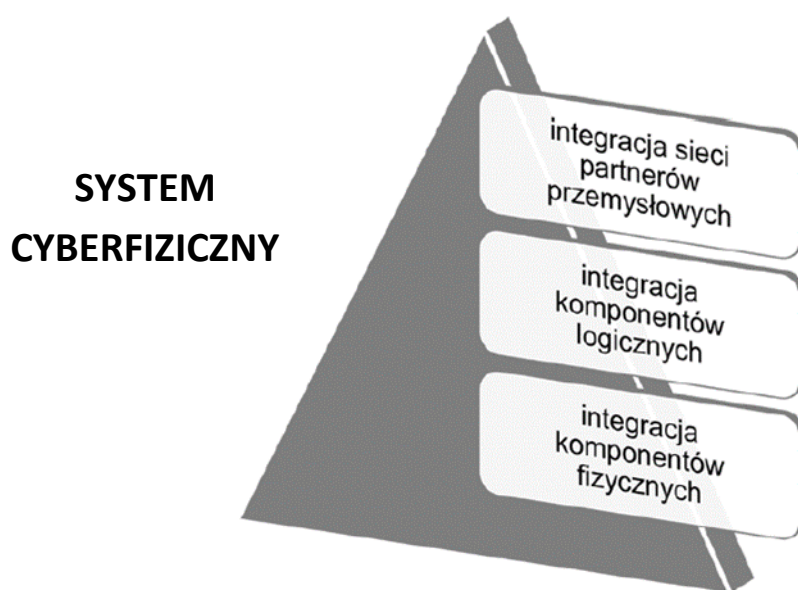 SYSTEM
CYBERFIZICZNY
integracja sieci
partnerów
przemysłowych
integracja
komponentów
logicznych
integracja
komponentów
fizycznych